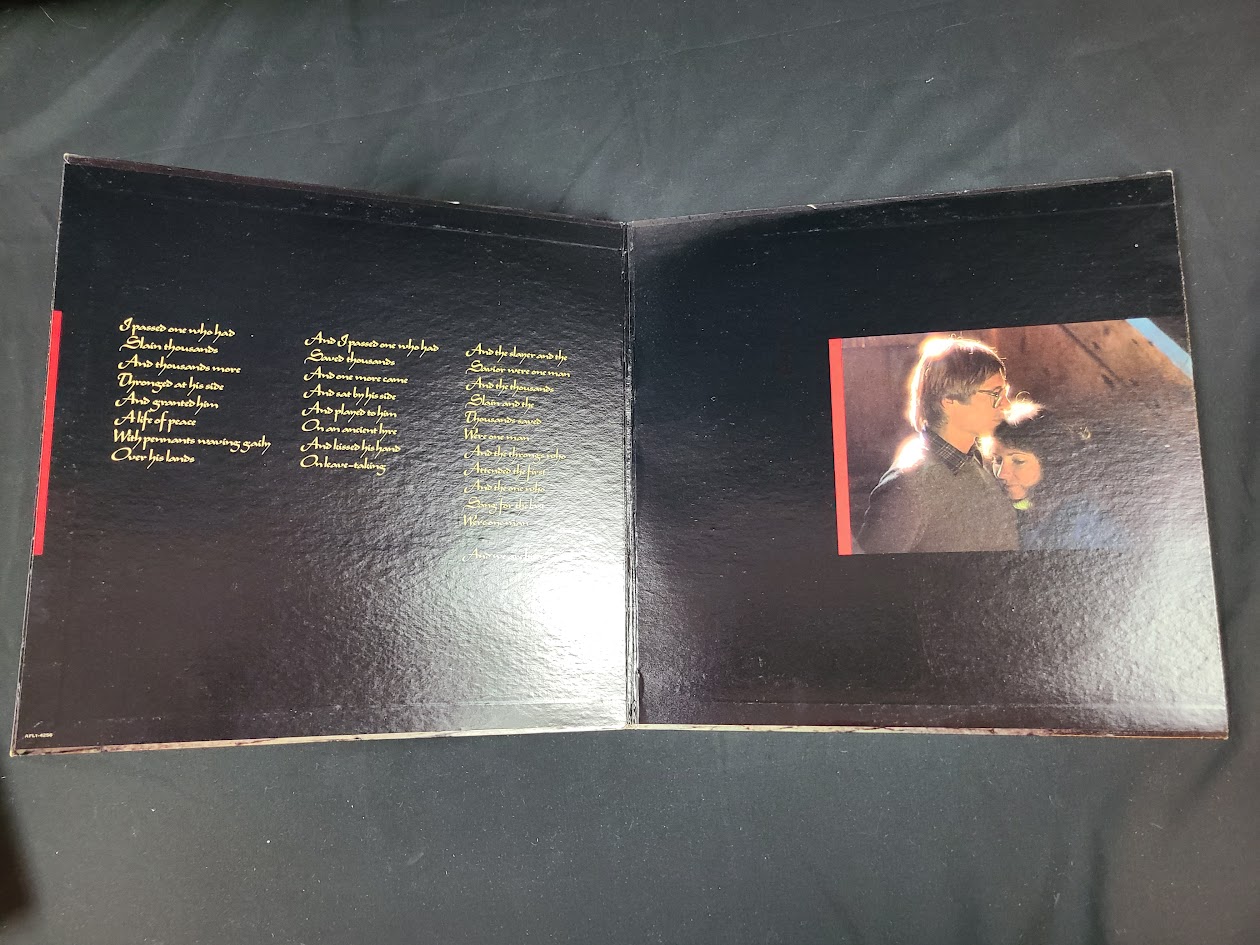 I passed one who had
Slain thousands
And thousands more
Thronged at his side
And granted him
A life of peace
With pennants waving gaily
Over his lands
And I passed one who had
Saved thousands
And one more came
And sat by his side
And played to him
On an ancient lyre
And kissed his hand
On leave-taking
And the slayer and the
Savior were one man
And the thousands
Slain and the
Thousands saved
Were one man
And the throngs who
Attended the first
And the one who
Song for the
Were one man
And